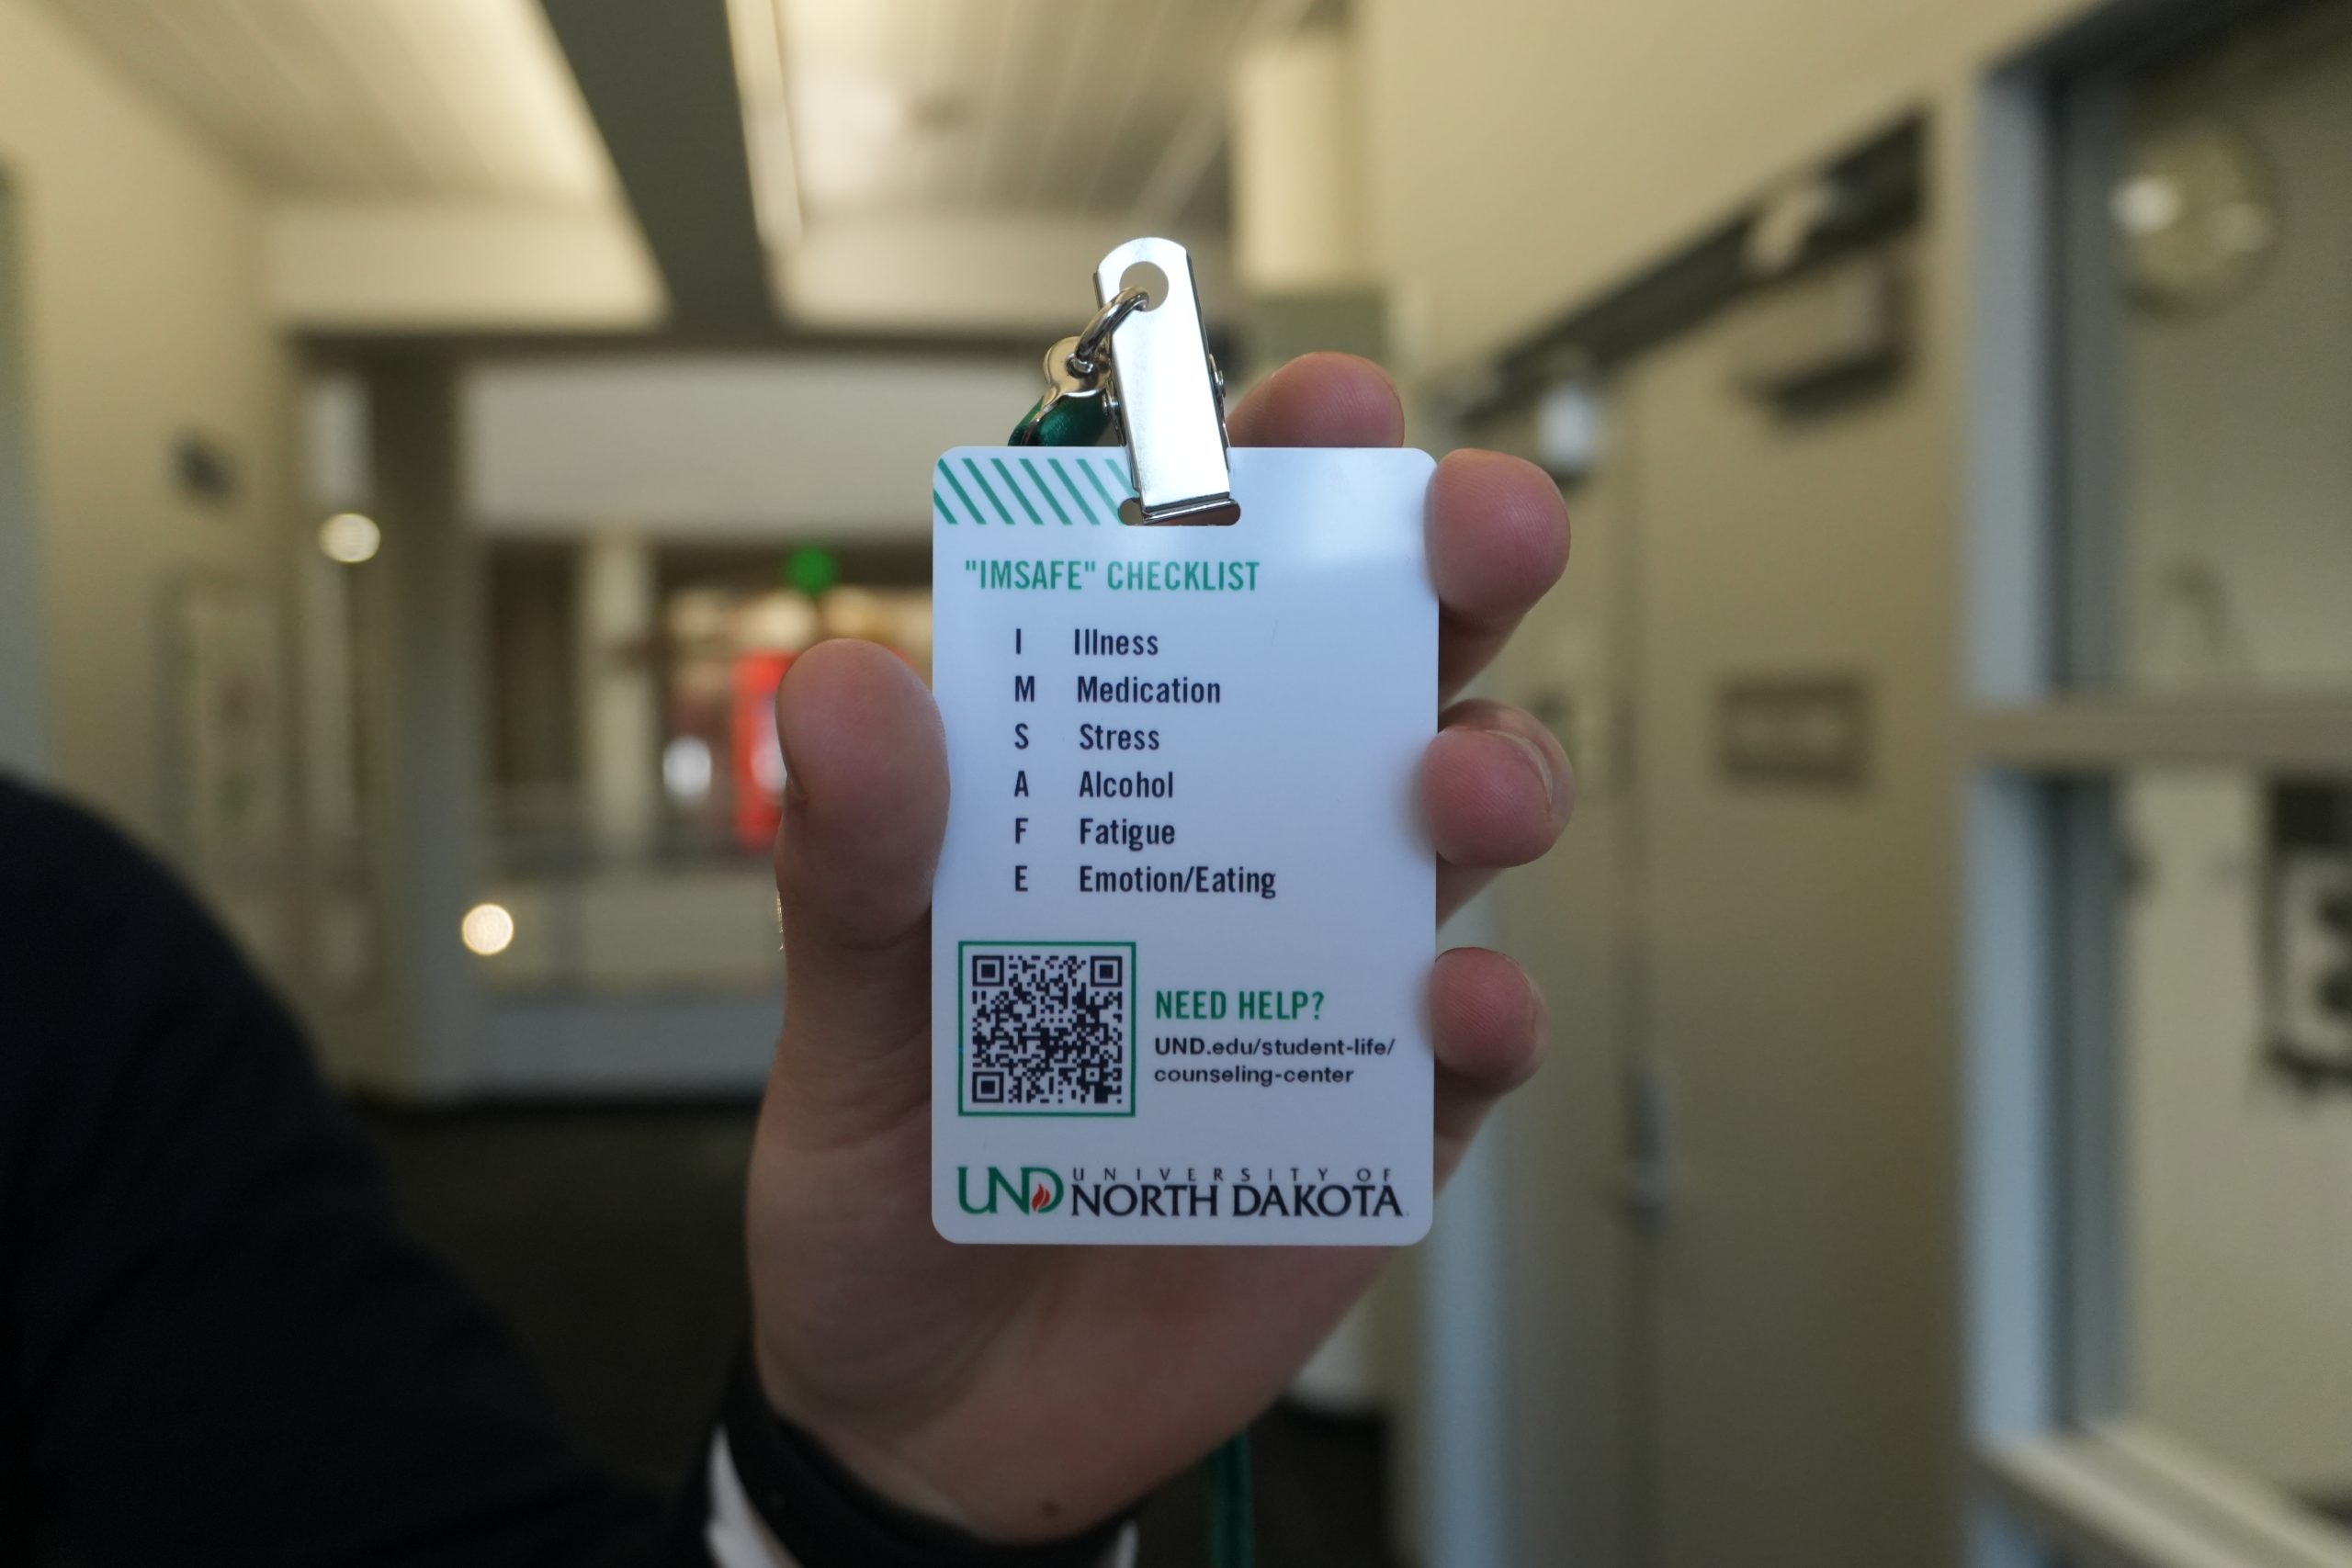 "IMSAFE" CHECKLIST
I Illness
M Medication
S Stress
A Alcohol
F Fatigue
E Emotion/Eating
NEED HELP?
UND.edu/student-life/
counseling-center
UND UNIVERSITY OF
NORTH DAKOTA